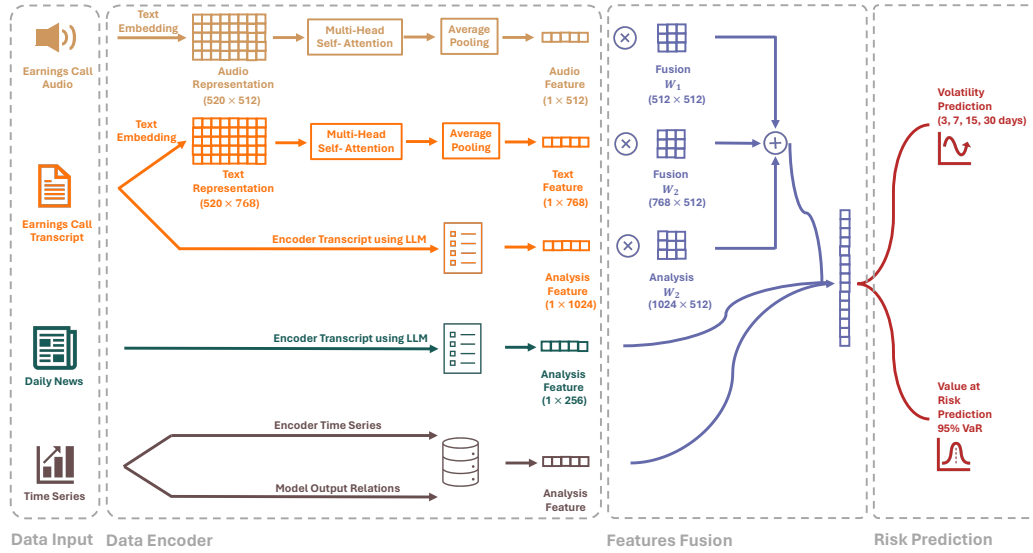 Text
Embedding
Multi-Head
Self- Attention
Average
Pooling
Earnings Call
Audio
Audio
Representation
(520 × 512)
Audio
Feature
(1 × 512)
Fusion
W₁
(512 × 512)
Text
Embedding
Multi-Head
Self- Attention
Average
Pooling
Text
Representation
(520 × 768)
Text
Feature
(1 × 768)
Fusion
W₂
(768 × 512)
Earnings Call
Transcript
Encoder Transcript using LLM
Analysis
Feature
(1 × 1024)
Analysis
W₂
(1024 × 512)
Encoder Transcript using LLM
Daily News
Analysis
Feature
(1 × 256)
Encoder Time Series
Time Series
Model Output Relations
Analysis
Feature
Volatility
Prediction
(3, 7, 15, 30 days)
Value at
Risk
Prediction
95% VaR
Data Input
Data Encoder
Features Fusion
Risk Prediction